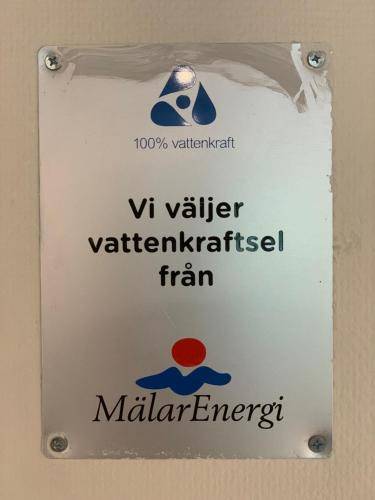 100% vattenkraft
Vi väljer
vattenkraftsel
från
MälarEnergi